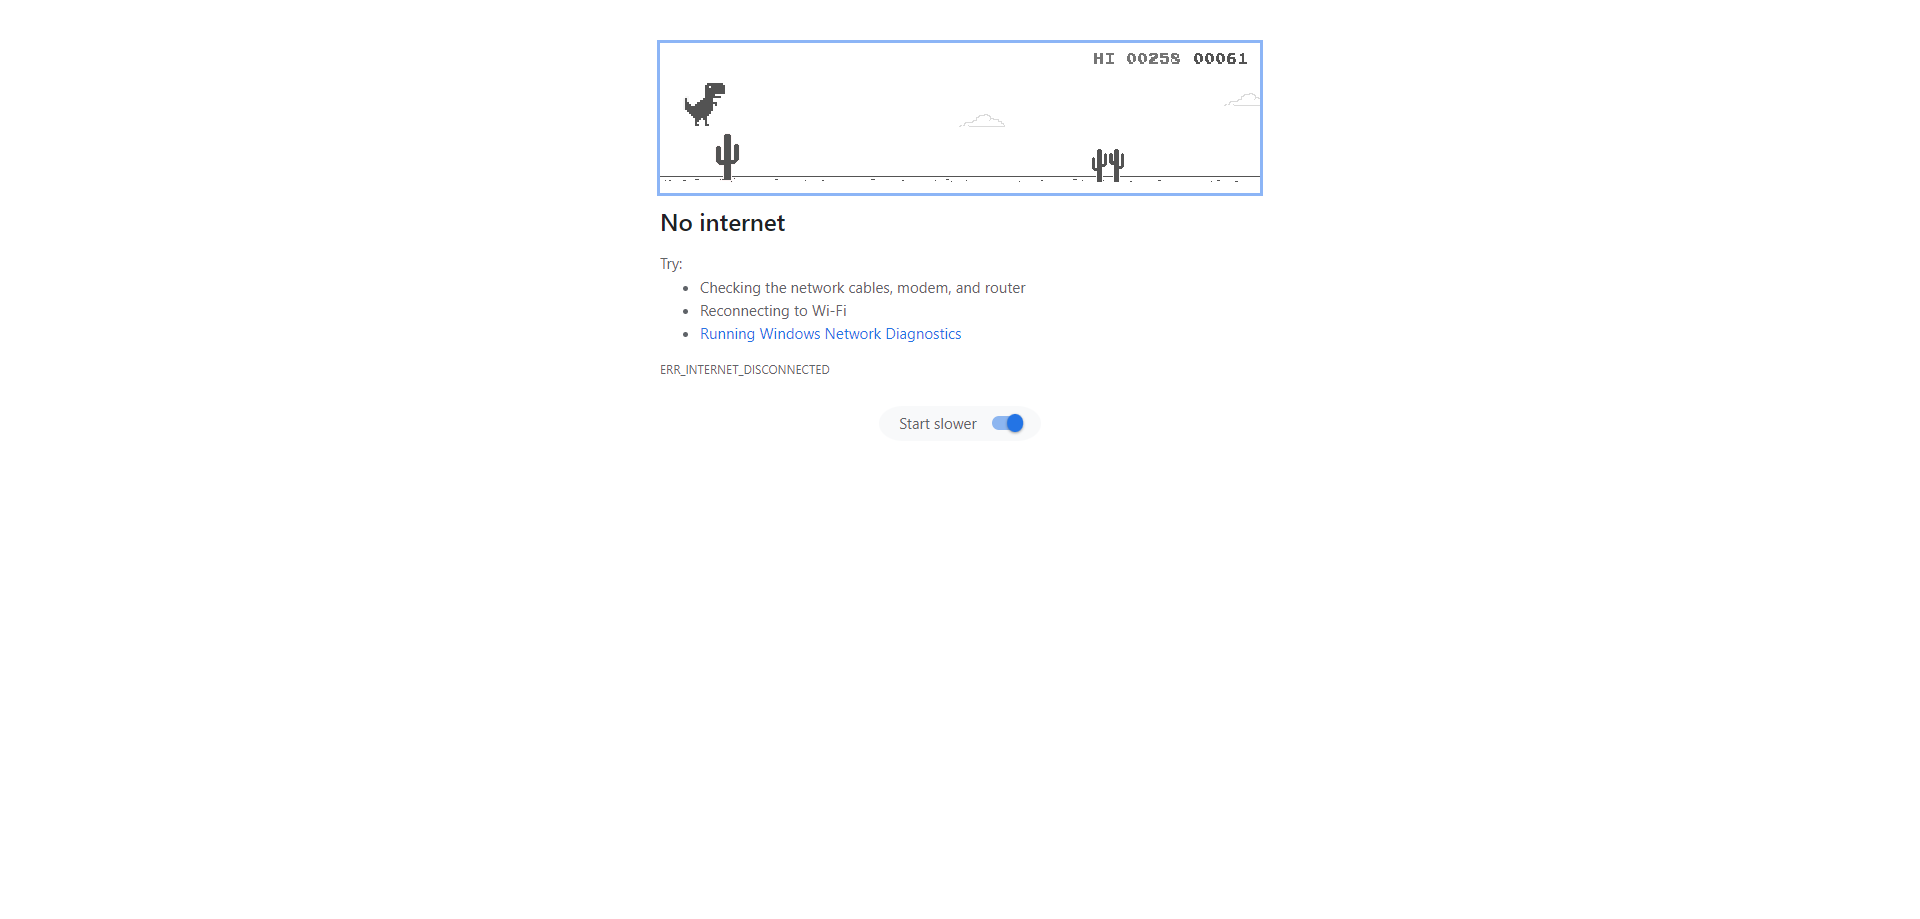 HI 00258 00061
No internet
Try:
Checking the network cables, modem, and router
Reconnecting to Wi-Fi
Running Windows Network Diagnostics
ERR_INTERNET_DISCONNECTED
Start slower